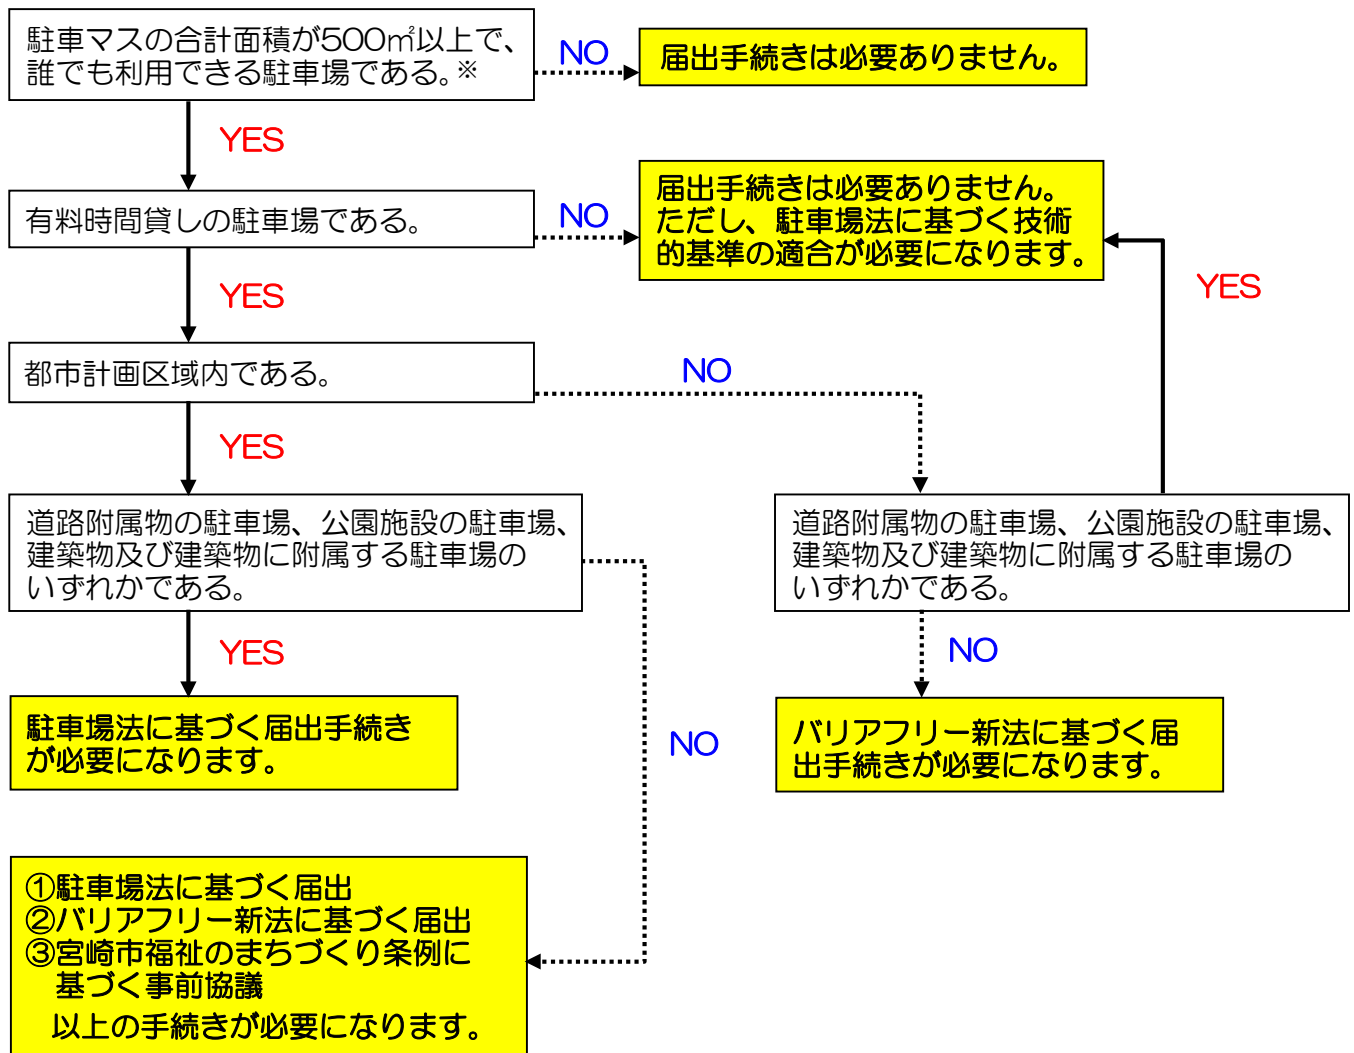 駐車マスの合計面積が500㎡以上で、
誰でも利用できる駐車場である。※
NO
届出手続きは必要ありません。
YES
有料時間貸しの駐車場である。
NO
届出手続きは必要ありません。
ただし、駐車場法に基づく技術
的基準の適合が必要になります。
YES
YES
都市計画区域内である。
NO
YES
道路附属物の駐車場、公園施設の駐車場、
建築物及び建築物に附属する駐車場の
いずれかである。
道路附属物の駐車場、公園施設の駐車場、
建築物及び建築物に附属する駐車場の
いずれかである。
YES
NO
駐車場法に基づく届出手続き
が必要になります。
NO
バリアフリー新法に基づく届
出手続きが必要になります。
①駐車場法に基づく届出
②バリアフリー新法に基づく届出
③宮崎市福祉のまちづくり条例に
基づく事前協議
以上の手続きが必要になります。